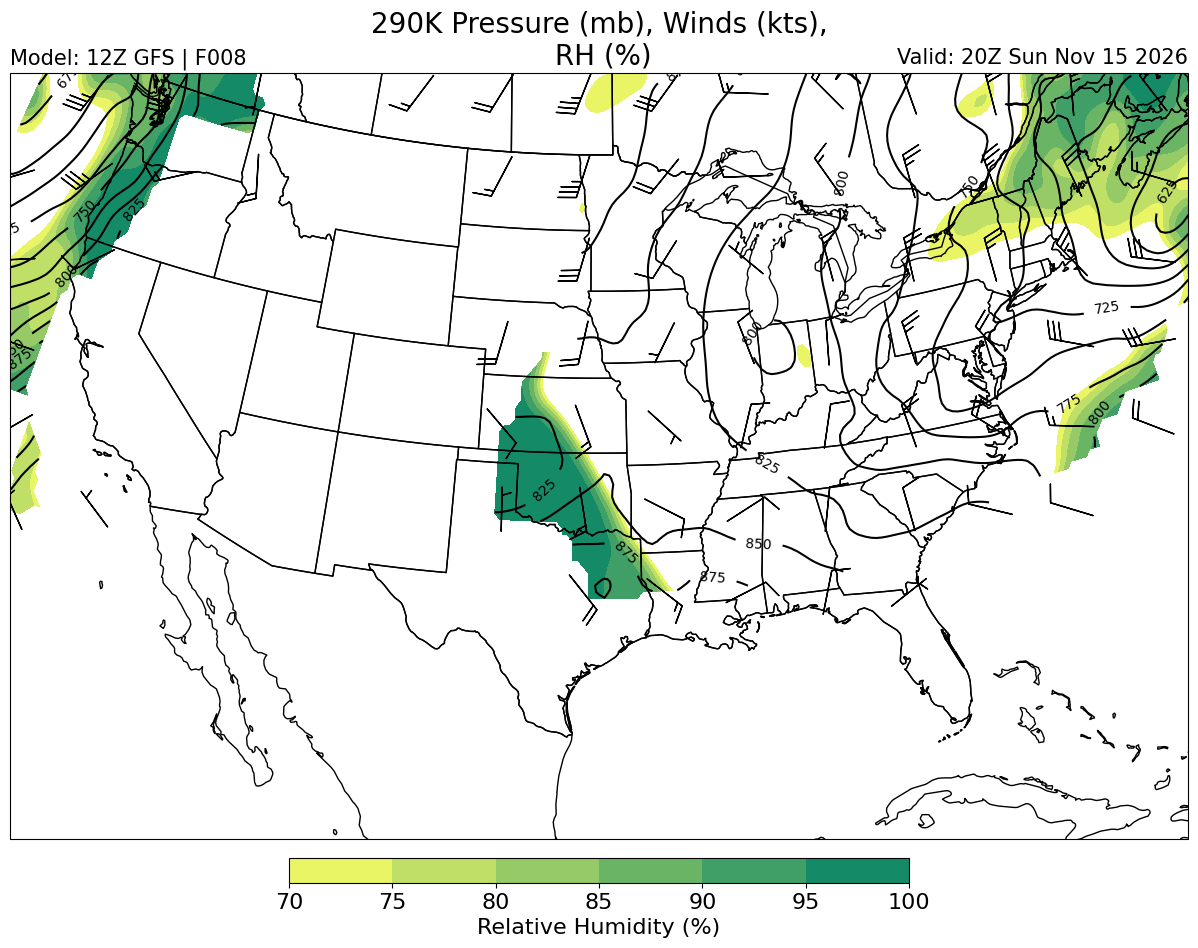 290K Pressure (mb), Winds (kts),
RH (%)
Model: 12Z GFS | F008
Valid: 20Z Sun Nov 15 2026
800
750
825
800
875
750
625
725
800
775
800
825
825
850
875
875
70 75 80 85 90 95 100
Relative Humidity (%)